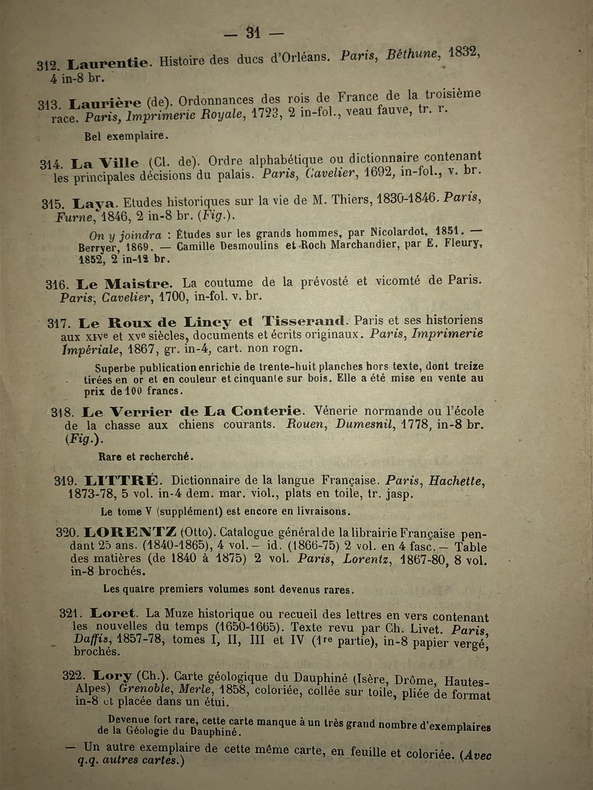 — 31 —
312. Laurentie. Histoire des ducs d'Orléans. Paris, Béthune, 1832,
4 in-8 br.
313. Laurière (de). Ordonnances des rois de France de la troisième
race. Paris, Imprimerie Royale, 1723, 2 in-fol., veau fauve, tr. r.
Bel exemplaire.
314. La Ville (Cl. de). Ordre alphabétique ou dictionnaire contenant
les principales décisions du palais. Paris, Cavelier, 1692, in-fol., v. br.
315. Laya. Etudes historiques sur la vie de M. Thiers, 1830-1846. Paris,
Furne, 1846, 2 in-8 br. (Fig.).
On y joindra : Études sur les grands hommes, par Nicolardot, 1851. —
Berryer, 1869. — Camille Desmoulins et Roch Marchandier, par E. Fleury,
1852, 2 in-12 br.
316. Le Maistre. La coutume de la prévosté et vicomté de Paris.
Paris, Cavelier, 1700, in-fol. v. br.
317. Le Roux de Lincy et Tisserand. Paris et ses historiens
aux XIVe et XVe siècles, documents et écrits originaux. Paris, Imprimerie
Impériale, 1867, gr. in-4, cart. non rogn.
Superbe publication enrichie de trente-huit planches hors texte, dont treize
tirées en or et en couleur et cinquante sur bois. Elle a été mise en vente au
prix de 100 francs.
318. Le Verrier de La Conterie. Vénerie normande ou l'école
de la chasse aux chiens courants. Rouen, Dumesnil, 1778, in-8 br.
(Fig.).
Rare et recherché.
319. LITTRÉ. Dictionnaire de la langue Française. Paris, Hachette,
1873-78, 5 vol. in-4 dem. mar. viol., plats en toile, tr. jasp.
Le tome V (supplément) est encore en livraisons.
320. LORENTZ (Otto). Catalogue général de la librairie Française pen-
dant 25 ans. (1840-1865), 4 vol. — id. (1866-75) 2 vol. en 4 fasc. — Table
des matières (de 1840 à 1875) 2 vol. Paris, Lorentz, 1867-80, 8 vol.
in-8 brochés.
Les quatre premiers volumes sont devenus rares.
321. Loret. La Muze historique ou recueil des lettres en vers contenant
les nouvelles du temps (1650-1665). Texte revu par Ch. Livet. Paris,
Daffis, 1857-78, tomes I, II, III et IV (1re partie), in-8 papier vergé,
brochés.
322. Lory (Ch.). Carte géologique du Dauphiné (Isère, Drôme, Hautes-
Alpes) Grenoble, Merle, 1858, coloriée, collée sur toile, pliée de format
in-8 et placée dans un étui.
Devenue fort rare, cette carte manque à un très grand nombre d'exemplaires
de la Géologie du Dauphiné.
— Un autre exemplaire de cette même carte, en feuille et coloriée. (Avec
q.q. autres cartes.)